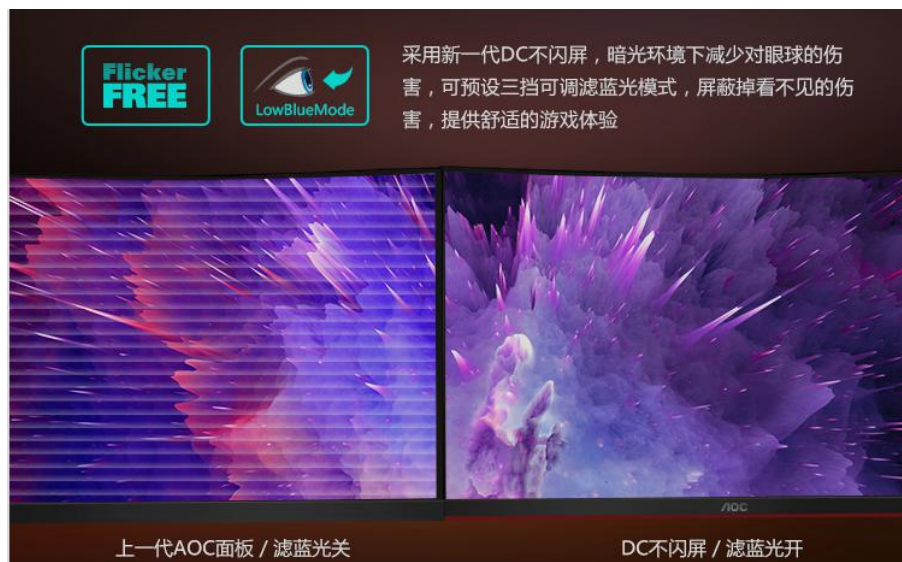 Flicker
FREE
LowBlueMode
采用新一代DC不闪屏，暗光环境下减少对眼球的伤
害，可预设三挡可调滤蓝光模式，屏蔽掉看不见的伤
害，提供舒适的游戏体验
AOC
上一代AOC面板 / 滤蓝光关
DC不闪屏 / 滤蓝光开